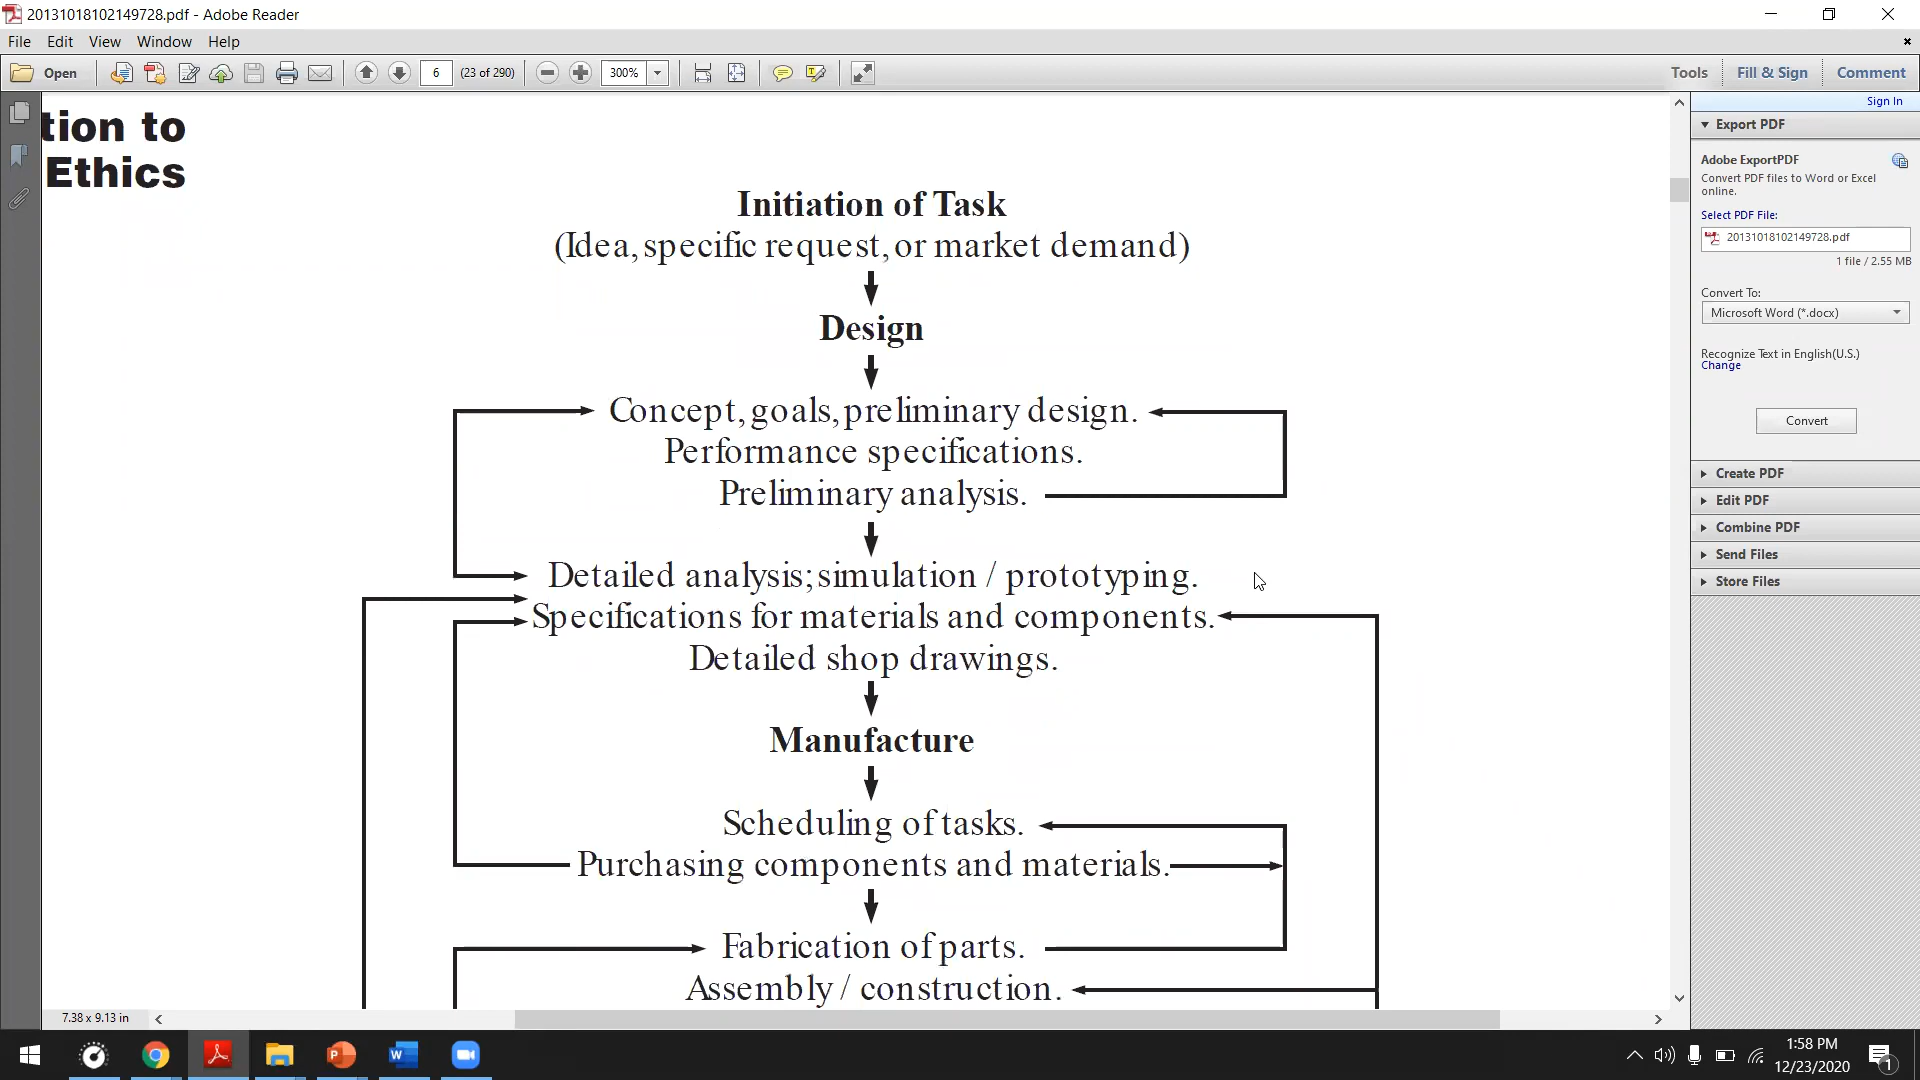 20131018102149728.pdf - Adobe Reader
File Edit View Window Help
Open 6 (23 of 290) 300% Tools Fill & Sign Comment
Sign In
tion to
Ethics
Initiation of Task
(Idea, specific request, or market demand)
Design
Concept, goals, preliminary design.
Performance specifications.
Preliminary analysis.
Detailed analysis; simulation / prototyping.
Specifications for materials and components.
Detailed shop drawings.
Manufacture
Scheduling of tasks.
Purchasing components and materials.
Fabrication of parts.
Assembly / construction.
Export PDF
Adobe ExportPDF
Convert PDF files to Word or Excel
online.
Select PDF File:
20131018102149728.pdf
1 file / 2.55 MB
Convert To:
Microsoft Word (*.docx)
Recognize Text in English(U.S.)
Change
Convert
Create PDF
Edit PDF
Combine PDF
Send Files
Store Files
7.38 x 9.13 in
1:58 PM
12/23/2020
1